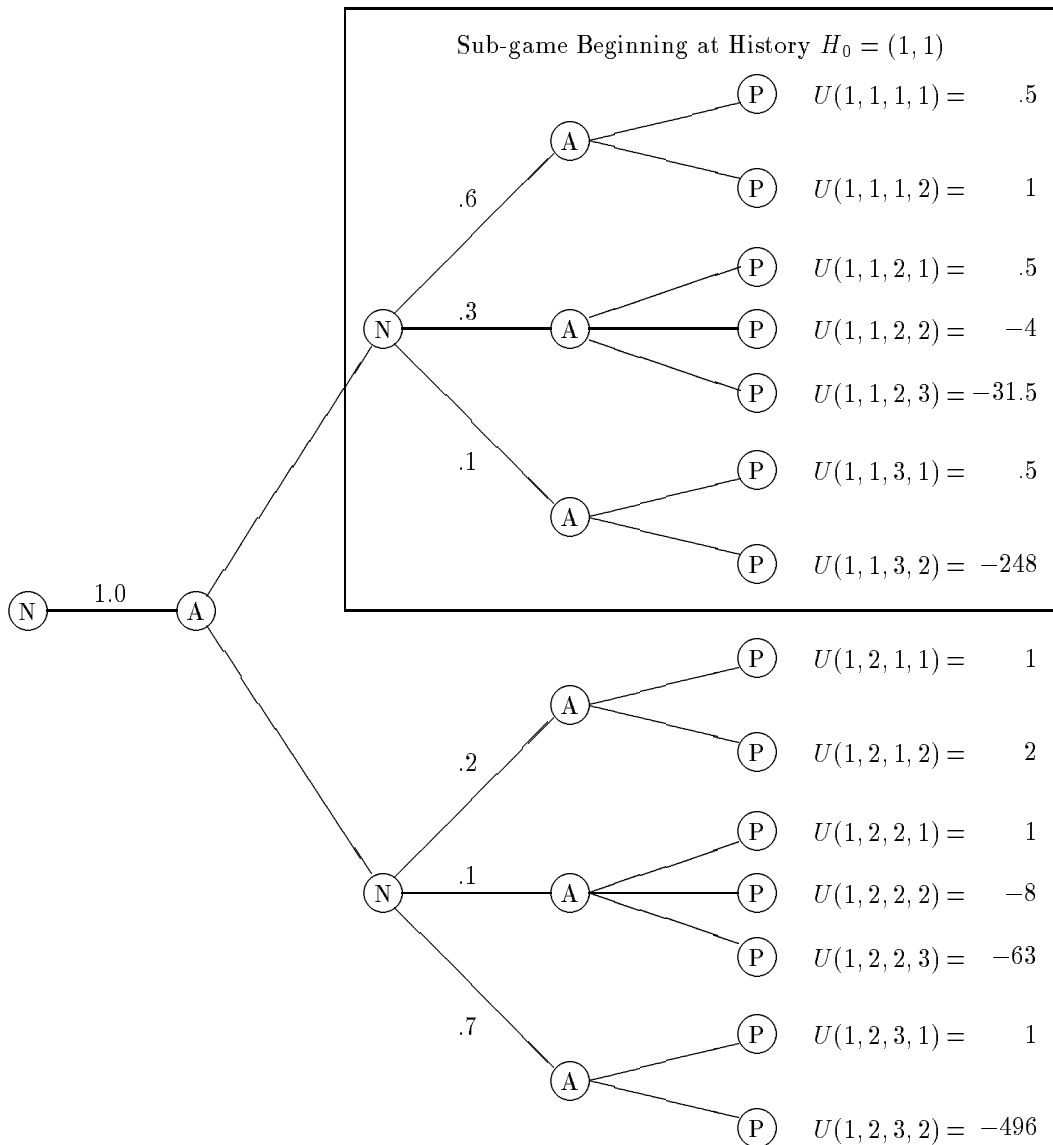 Sub-game Beginning at History H₀ = (1, 1)
P U(1, 1, 1, 1) = .5
A
P U(1, 1, 1, 2) = 1
.6
P U(1, 1, 2, 1) = .5
.3
N A P U(1, 1, 2, 2) = −4
P U(1, 1, 2, 3) = −31.5
.1
P U(1, 1, 3, 1) = .5
A
P U(1, 1, 3, 2) = −248
1.0
N A
P U(1, 2, 1, 1) = 1
A
P U(1, 2, 1, 2) = 2
.2
P U(1, 2, 2, 1) = 1
.1
N A P U(1, 2, 2, 2) = −8
P U(1, 2, 2, 3) = −63
.7
P U(1, 2, 3, 1) = 1
A
P U(1, 2, 3, 2) = −496